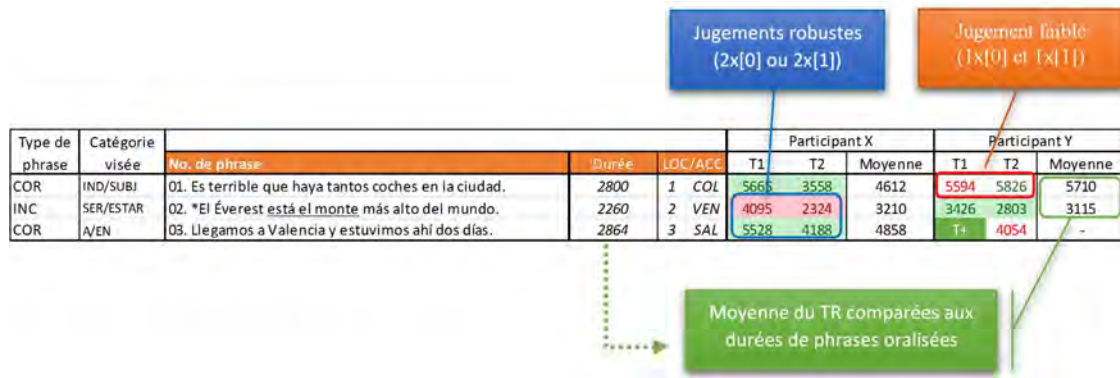 Jugements robustes
(2x[0] ou 2x[1])
Jugement faible
(1x[0] et 1x[1])
Type de phrase Catégorie visée No. de phrase Durée LOC/ACC Participant X Participant Y
T1 T2 Moyenne T1 T2 Moyenne
COR IND/SUBJ 01. Es terrible que haya tantos coches en la ciudad. 2800 1 COL 5665 3558 4612 5594 5826 5710
INC SER/ESTAR 02. *El Éverest está el monte más alto del mundo. 2260 2 VEN 4095 2324 3210 3426 2803 3115
COR A/EN 03. Llegamos a Valencia y estuvimos ahí dos días. 2864 3 SAL 5528 4188 4858 T+ 4054 -
Moyenne du TR comparées aux
durées de phrases oralisées